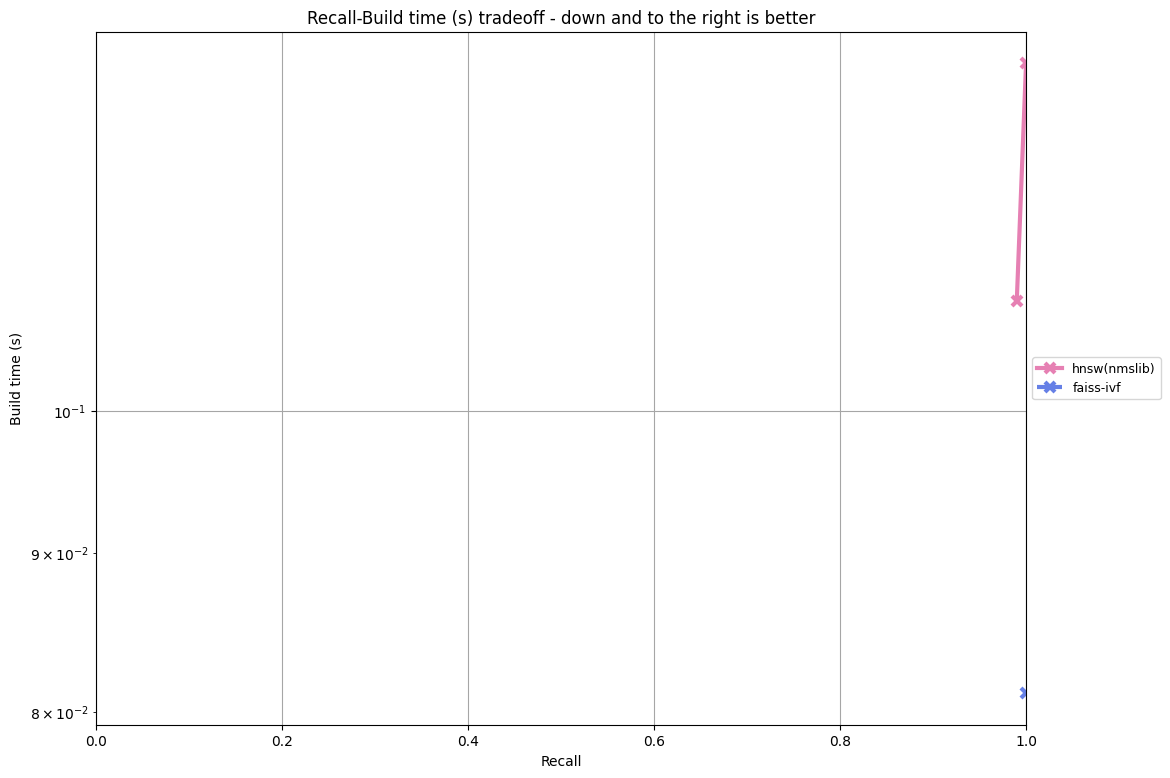 Recall-Build time (s) tradeoff - down and to the right is better
Build time (s)
10⁻¹
9 × 10⁻²
8 × 10⁻²
0.0 0.2 0.4 0.6 0.8 1.0
Recall
hnsw(nmslib)
faiss-ivf